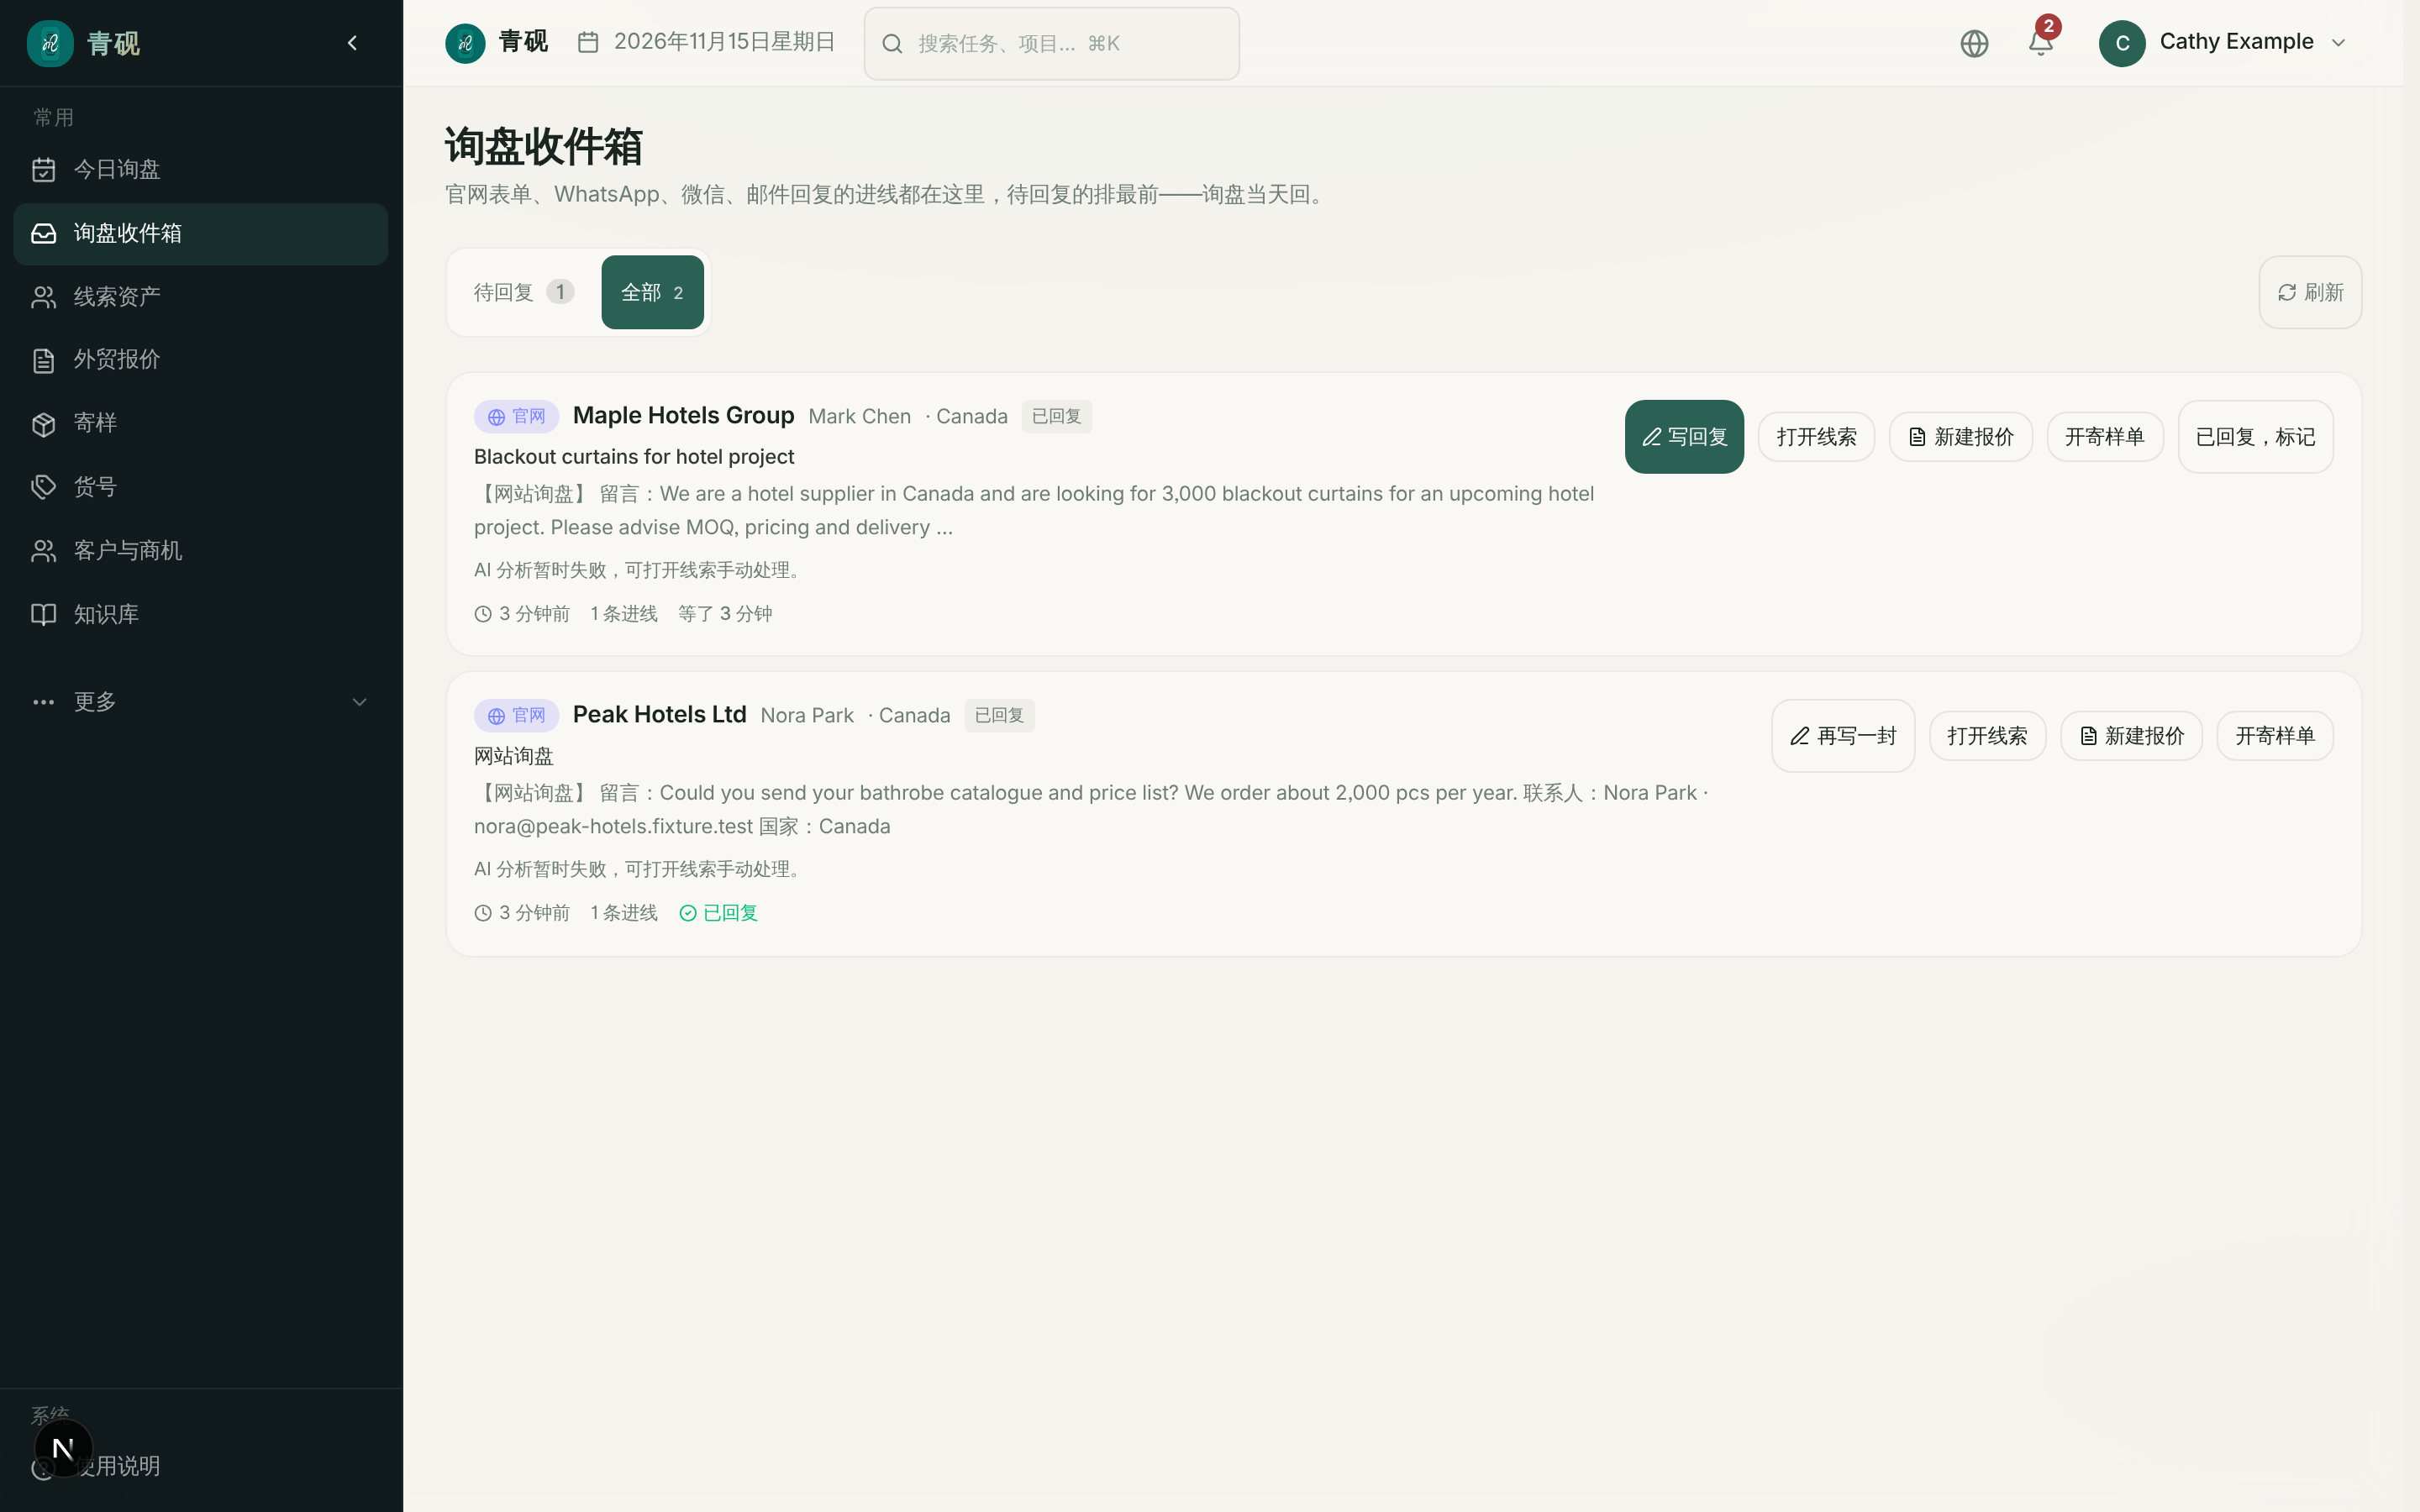 青砚
常用
今日询盘
询盘收件箱
线索资产
外贸报价
寄样
货号
客户与商机
知识库
更多
系统
使用说明
N
青砚 2026年11月15日星期日 搜索任务、项目... ⌘K 2 C Cathy Example
询盘收件箱
官网表单、WhatsApp、微信、邮件回复的进线都在这里，待回复的排最前——询盘当天回。
待回复 1 全部 2 刷新
官网 Maple Hotels Group Mark Chen · Canada 已回复
写回复 打开线索 新建报价 开寄样单 已回复，标记
Blackout curtains for hotel project
【网站询盘】 留言：We are a hotel supplier in Canada and are looking for 3,000 blackout curtains for an upcoming hotel
project. Please advise MOQ, pricing and delivery ...
AI 分析暂时失败，可打开线索手动处理。
3 分钟前 1 条进线 等了 3 分钟
官网 Peak Hotels Ltd Nora Park · Canada 已回复
再写一封 打开线索 新建报价 开寄样单
网站询盘
【网站询盘】 留言：Could you send your bathrobe catalogue and price list? We order about 2,000 pcs per year. 联系人：Nora Park ·
nora@peak-hotels.fixture.test 国家：Canada
AI 分析暂时失败，可打开线索手动处理。
3 分钟前 1 条进线 已回复